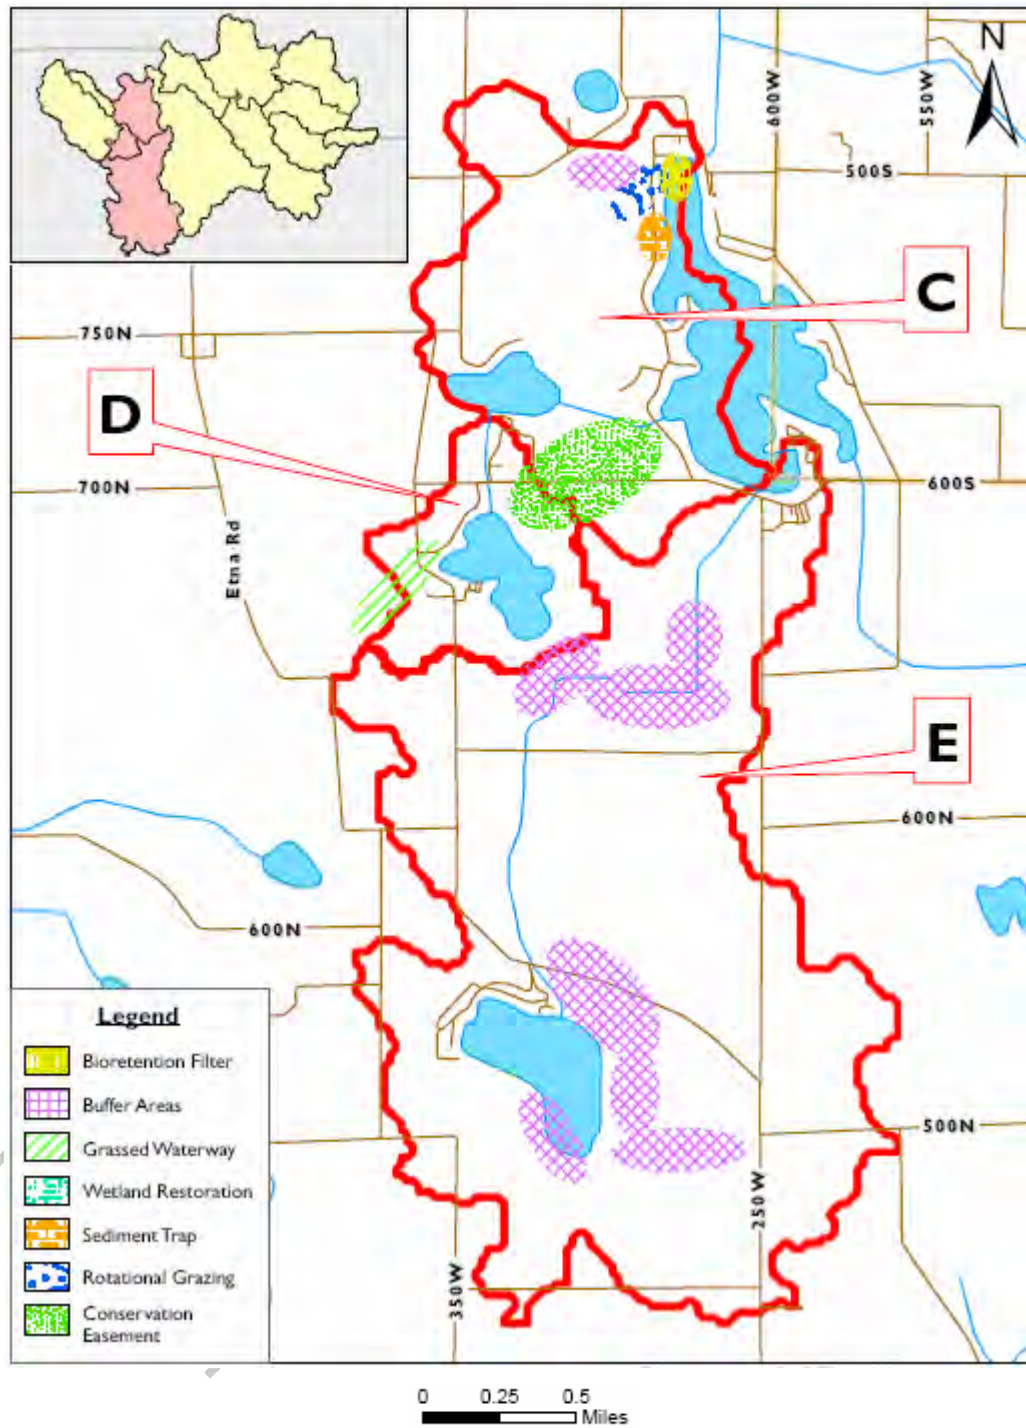 N
600W
550W
500S
C
750N
D
700N
600S
Etna Rd
E
600N
600N
Legend
Bioretention Filter
Buffer Areas
Grassed Waterway
Wetland Restoration
Sediment Trap
Rotational Grazing
Conservation
Easement
500N
250W
350W
0 0.25 0.5
Miles